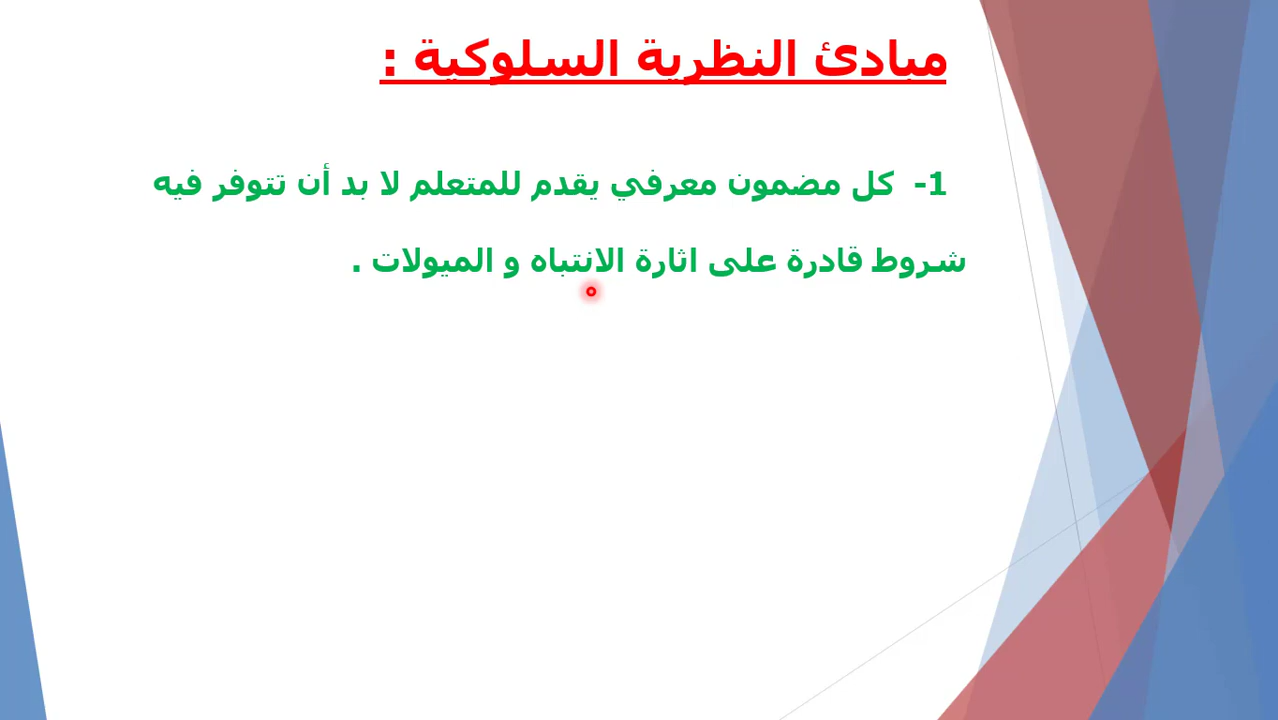 مبادئ النظرية السلوكية :
1- كل مضمون معرفي يقدم للمتعلم لا بد أن تتوفر فيه
شروط قادرة على اثارة الانتباه و الميولات .